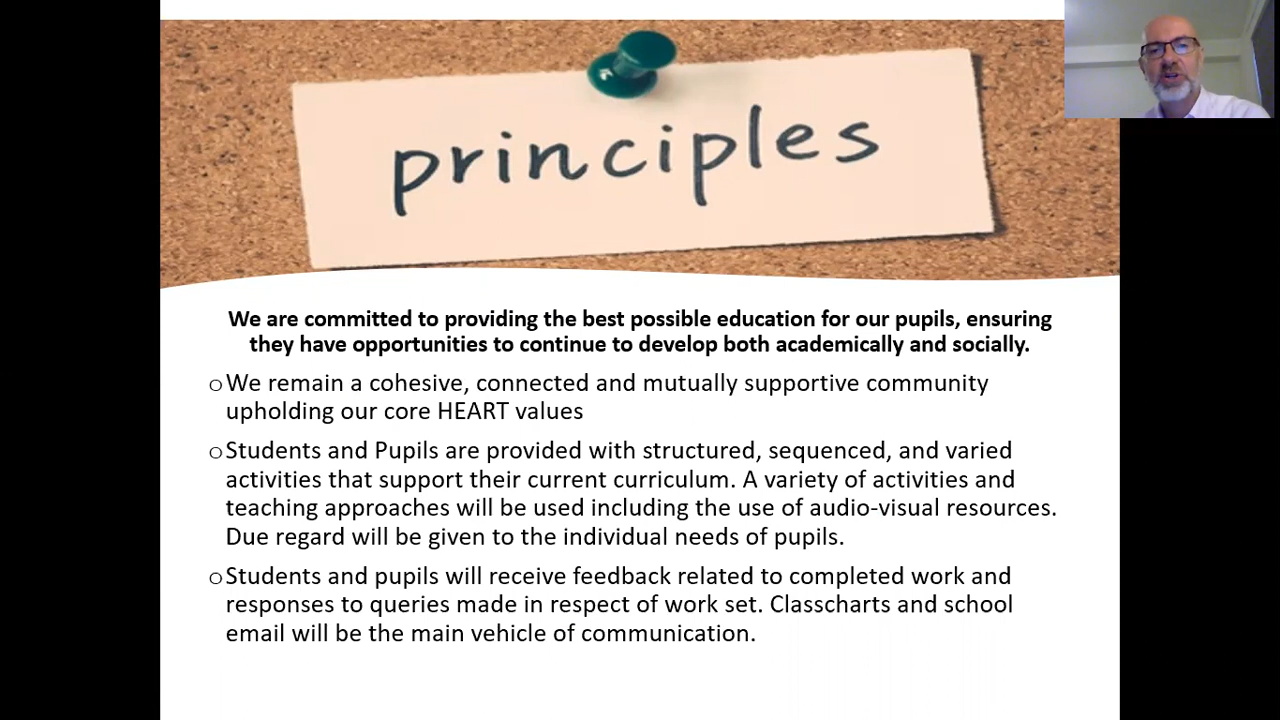 principles
We are committed to providing the best possible education for our pupils, ensuring
they have opportunities to continue to develop both academically and socially.
o We remain a cohesive, connected and mutually supportive community
upholding our core HEART values
o Students and Pupils are provided with structured, sequenced, and varied
activities that support their current curriculum. A variety of activities and
teaching approaches will be used including the use of audio-visual resources.
Due regard will be given to the individual needs of pupils.
o Students and pupils will receive feedback related to completed work and
responses to queries made in respect of work set. Classcharts and school
email will be the main vehicle of communication.